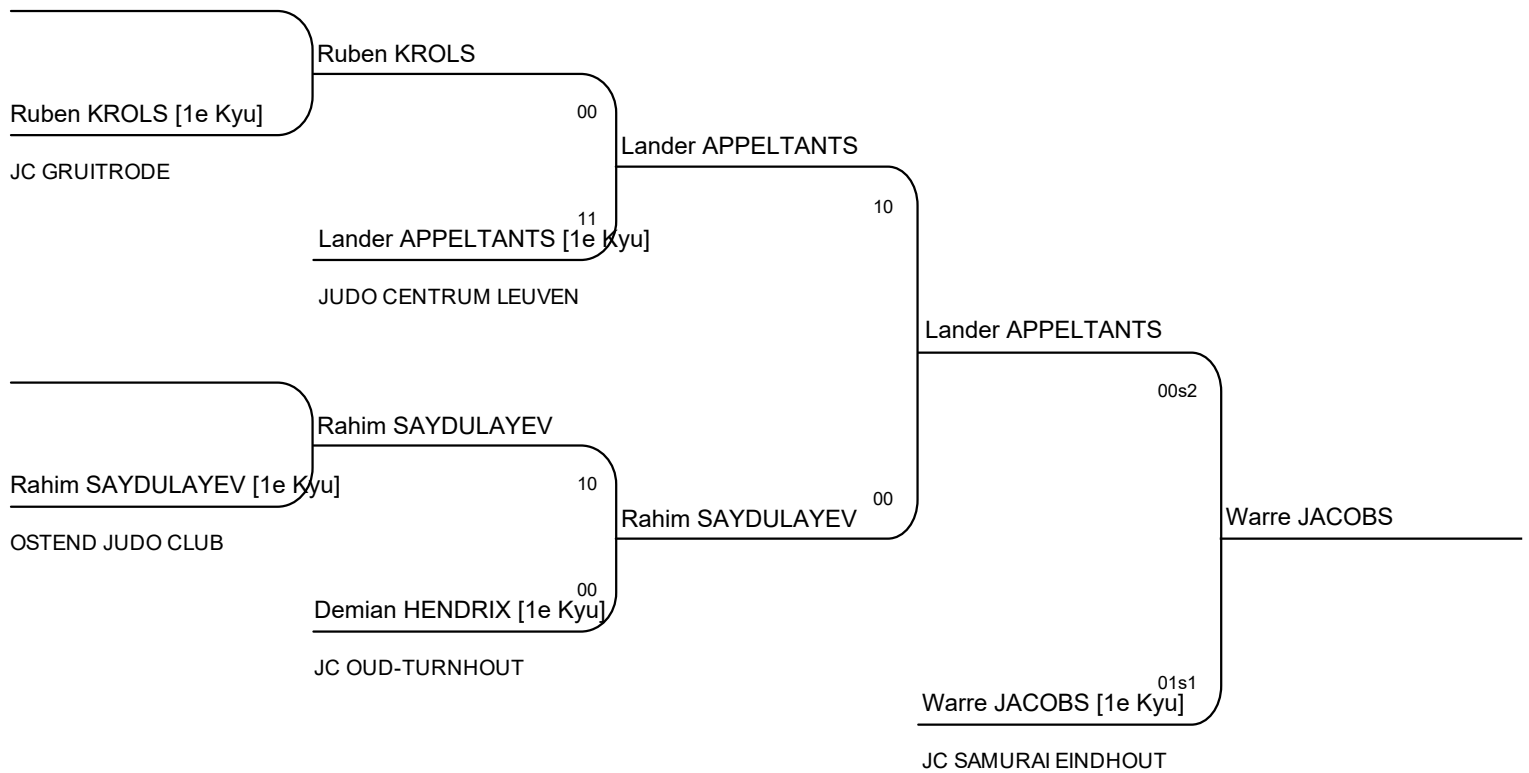 Ruben KROLS
Ruben KROLS [1e Kyu]
00
JC GRUITRODE
Lander APPELTANTS
10
11
Lander APPELTANTS [1e Kyu]
JUDO CENTRUM LEUVEN
Lander APPELTANTS
00s2
Rahim SAYDULAYEV
Rahim SAYDULAYEV [1e Kyu]
10
00
Rahim SAYDULAYEV
Warre JACOBS
OSTEND JUDO CLUB
00
Demian HENDRIX [1e Kyu]
JC OUD-TURNHOUT
01s1
Warre JACOBS [1e Kyu]
JC SAMURAI EINDHOUT